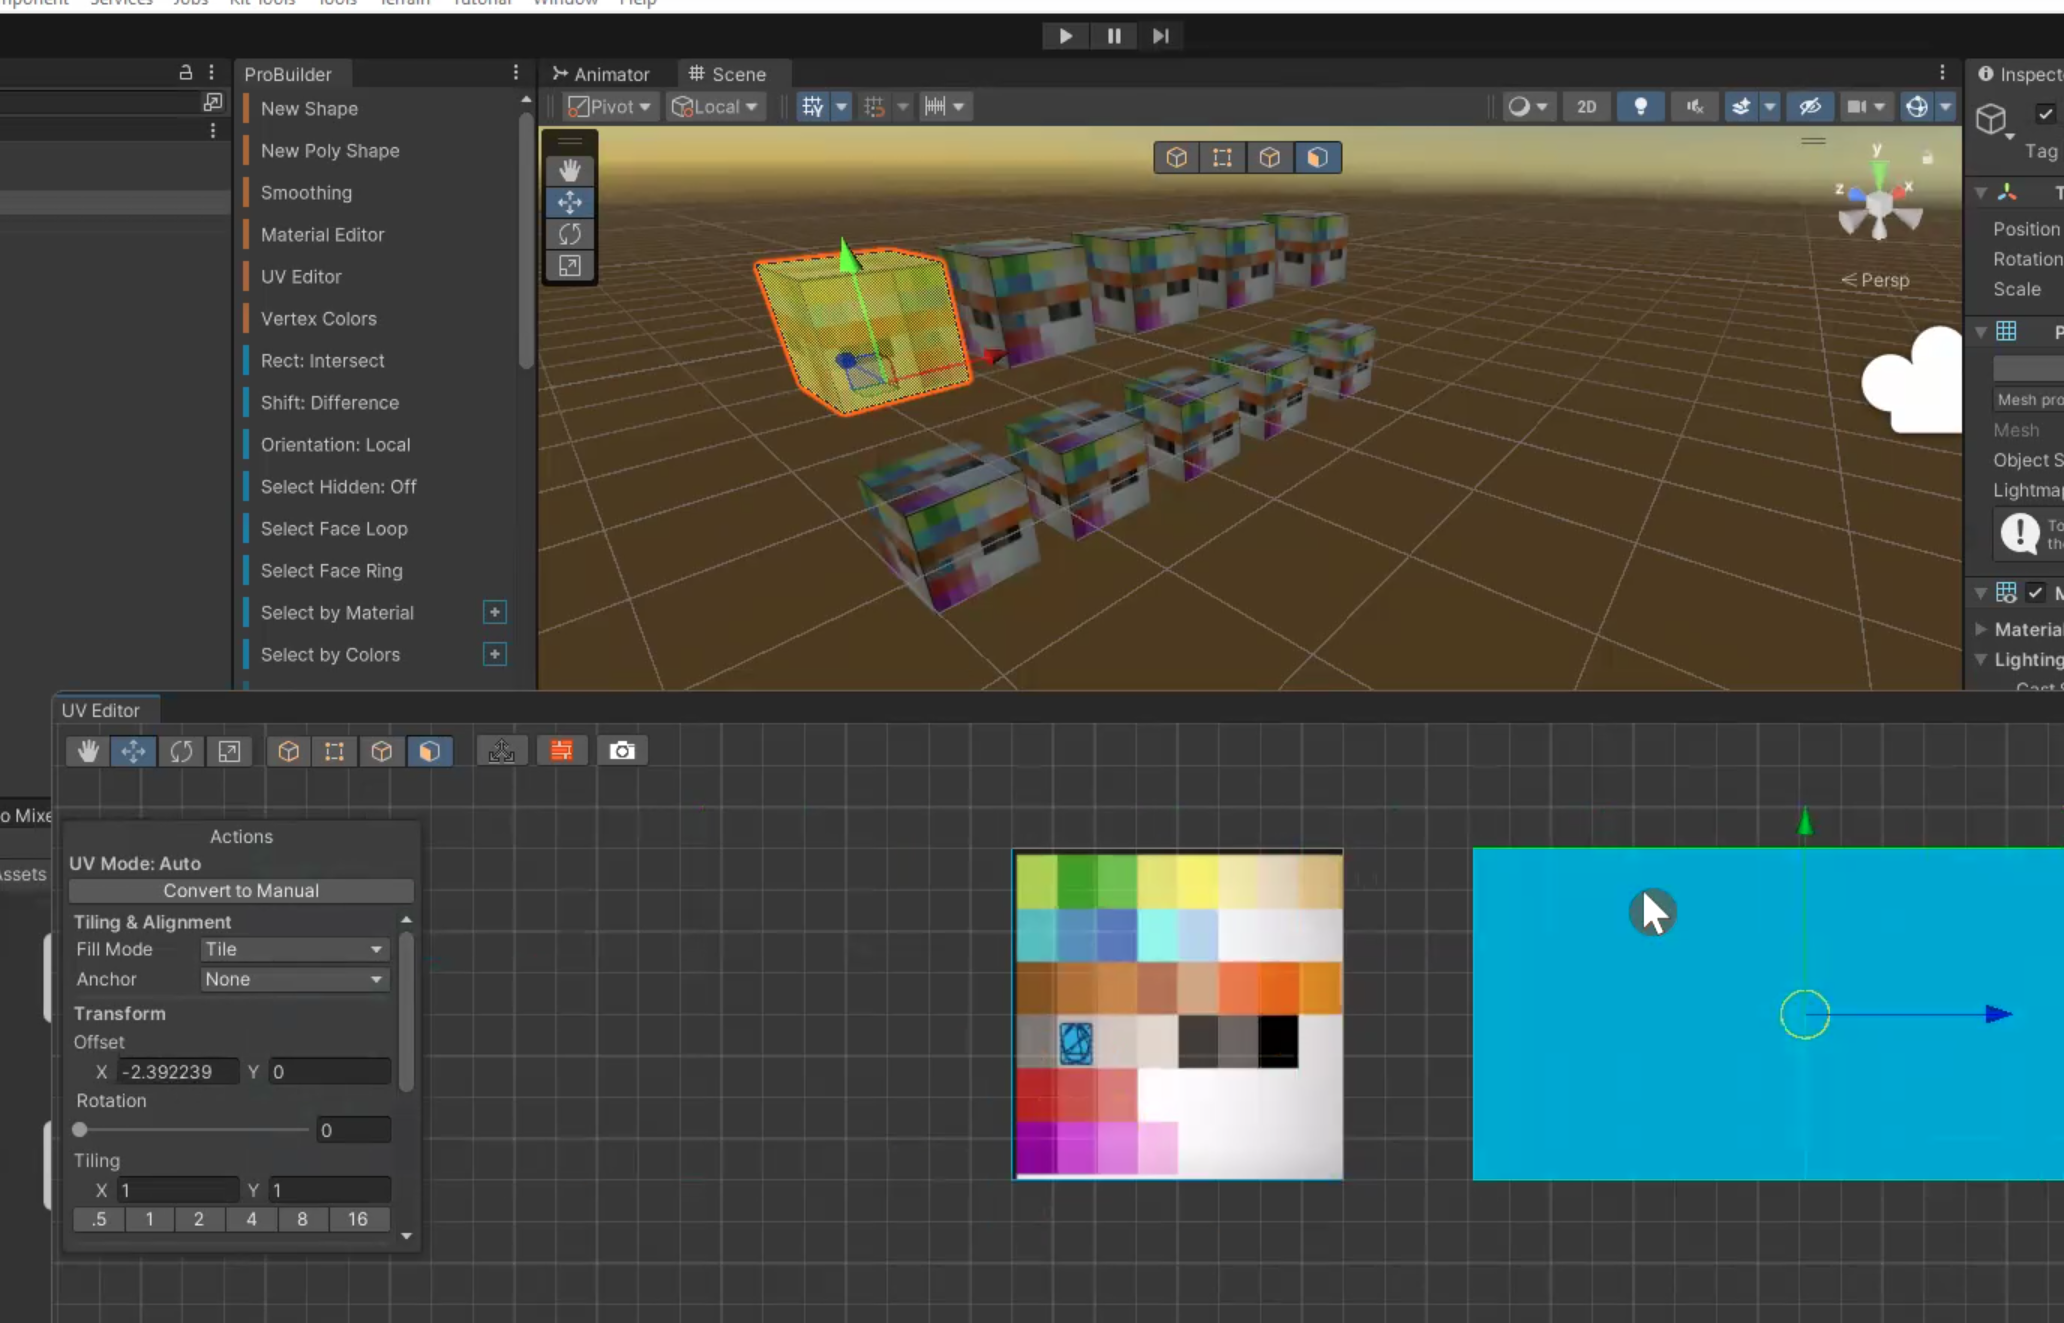 Services Jobs Kit Tools Tools Terrain Tutorial Window Help
ProBuilder
New Shape
New Poly Shape
Smoothing
Material Editor
UV Editor
Vertex Colors
Rect: Intersect
Shift: Difference
Orientation: Local
Select Hidden: Off
Select Face Loop
Select Face Ring
Select by Material
Select by Colors
Animator
Scene
Pivot
Local
2D
y
z
x
< Persp
Inspect
Tag
T
Position
Rotation
Scale
P
Mesh pro
Mesh
Object S
Lightmap
To
the
M
Materia
Lighting
Cast S
UV Editor
o Mixe
Assets
Actions
UV Mode: Auto
Convert to Manual
Tiling & Alignment
Fill Mode Tile
Anchor None
Transform
Offset
X -2.392239 Y 0
Rotation
0
Tiling
X 1 Y 1
.5 1 2 4 8 16